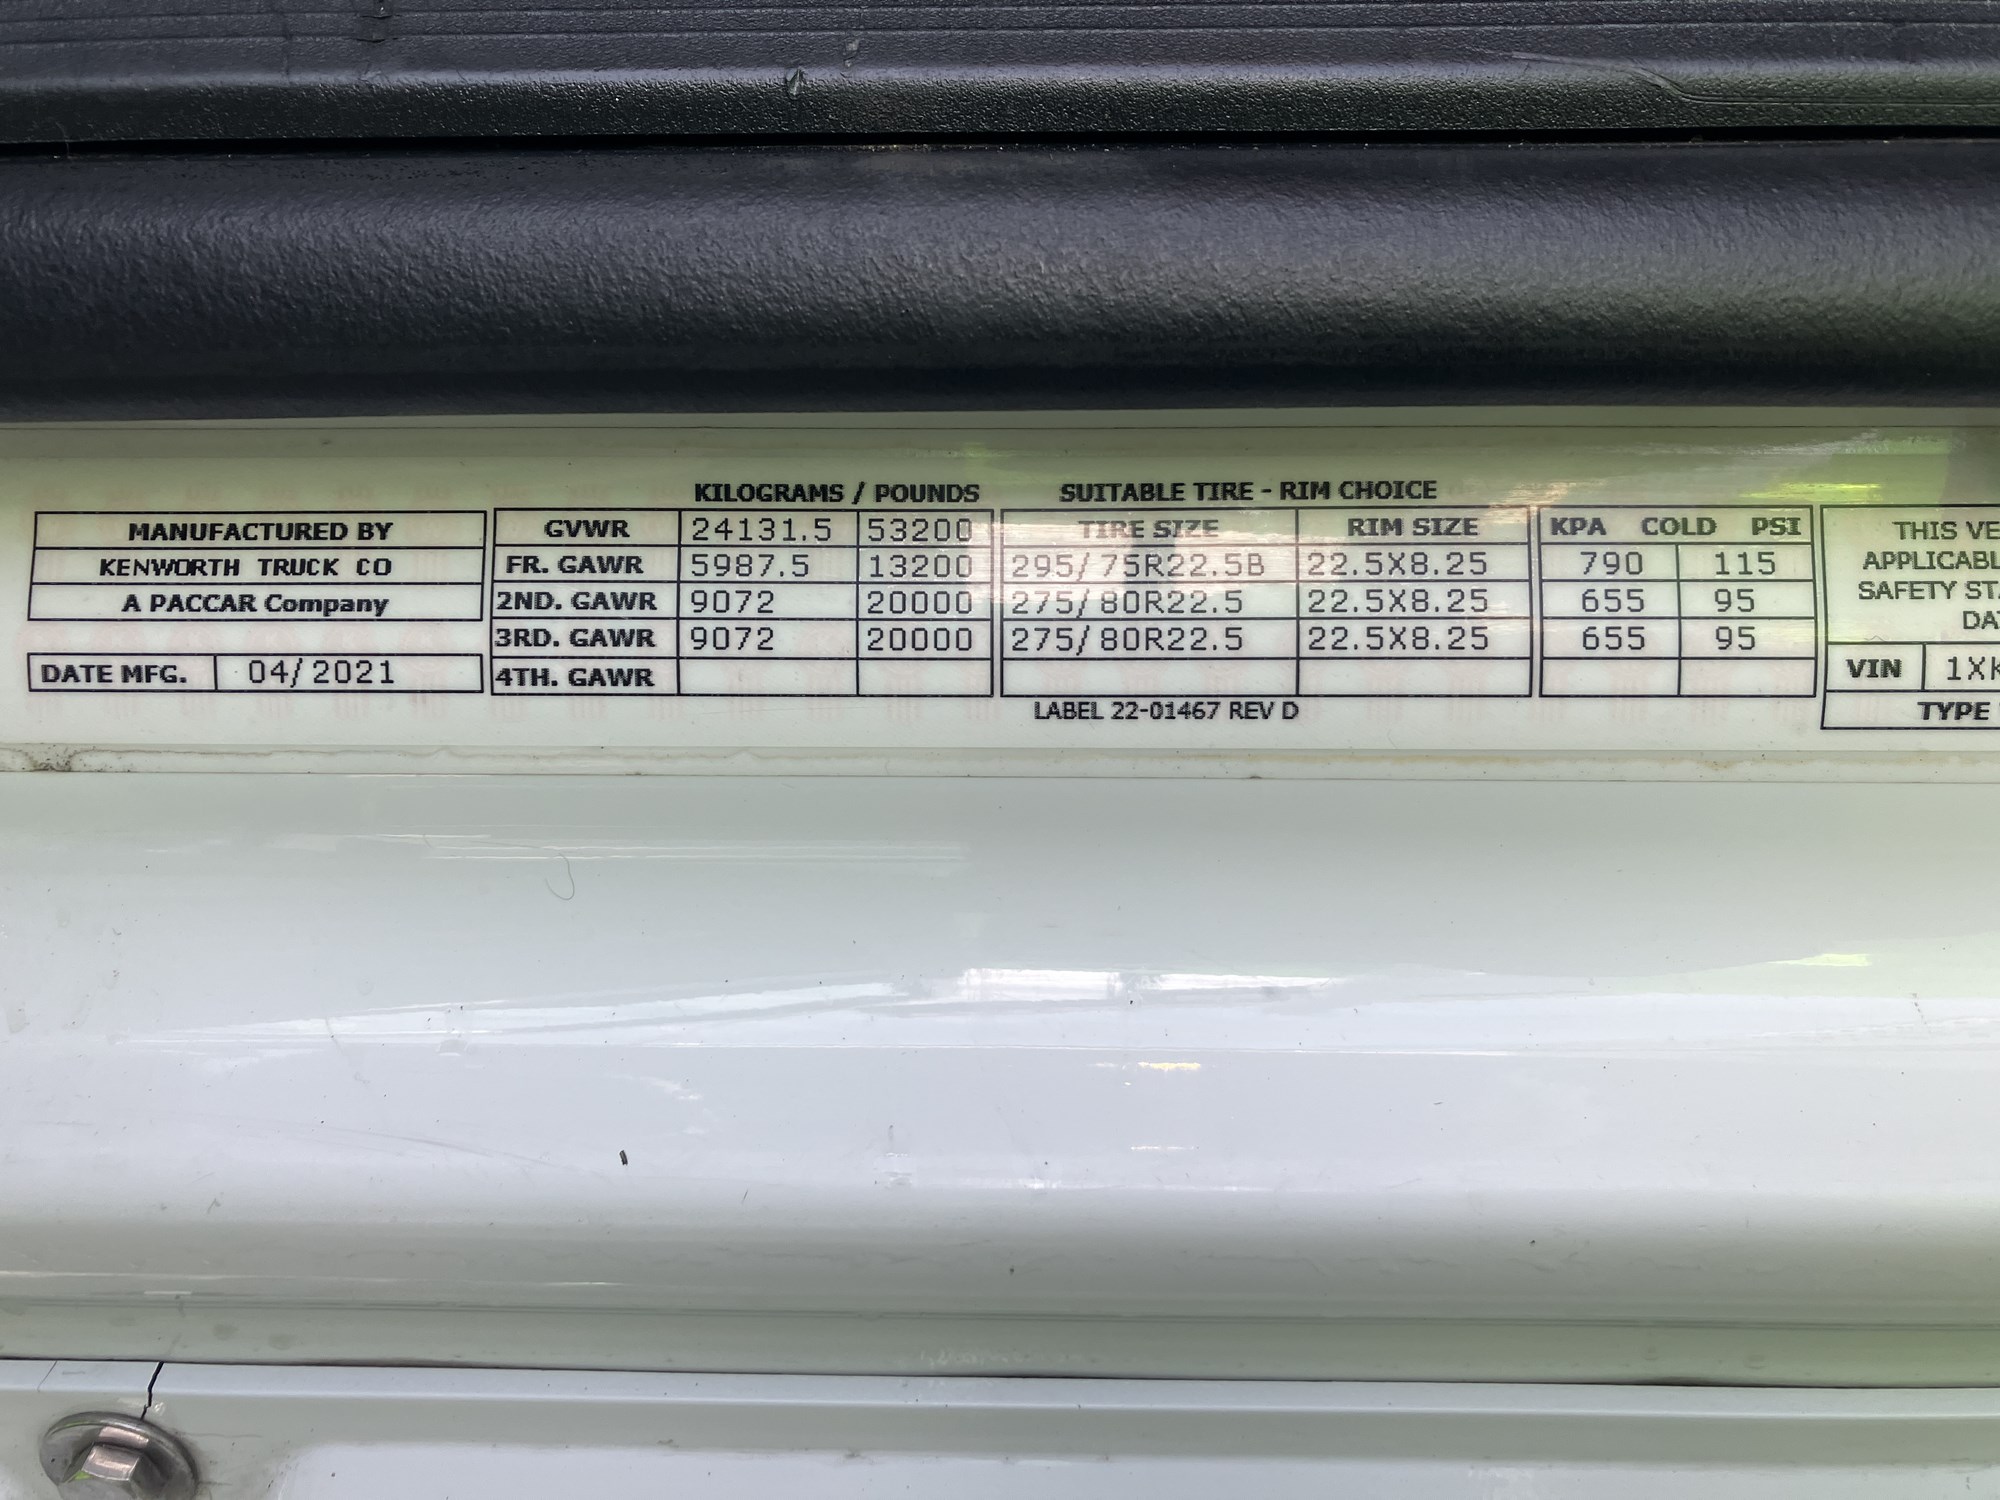 KILOGRAMS / POUNDS SUITABLE TIRE - RIM CHOICE
MANUFACTURED BY GVWR 24131.5 53200 TIRE SIZE RIM SIZE KPA COLD PSI THIS VE
KENWORTH TRUCK CO FR. GAWR 5987.5 13200 295/75R22.5B 22.5X8.25 790 115 APPLICABL
A PACCAR Company 2ND. GAWR 9072 20000 275/80R22.5 22.5X8.25 655 95 SAFETY STA
3RD. GAWR 9072 20000 275/80R22.5 22.5X8.25 655 95 DA
DATE MFG. 04/2021 4TH. GAWR VIN 1XK
LABEL 22-01467 REV D TYPE